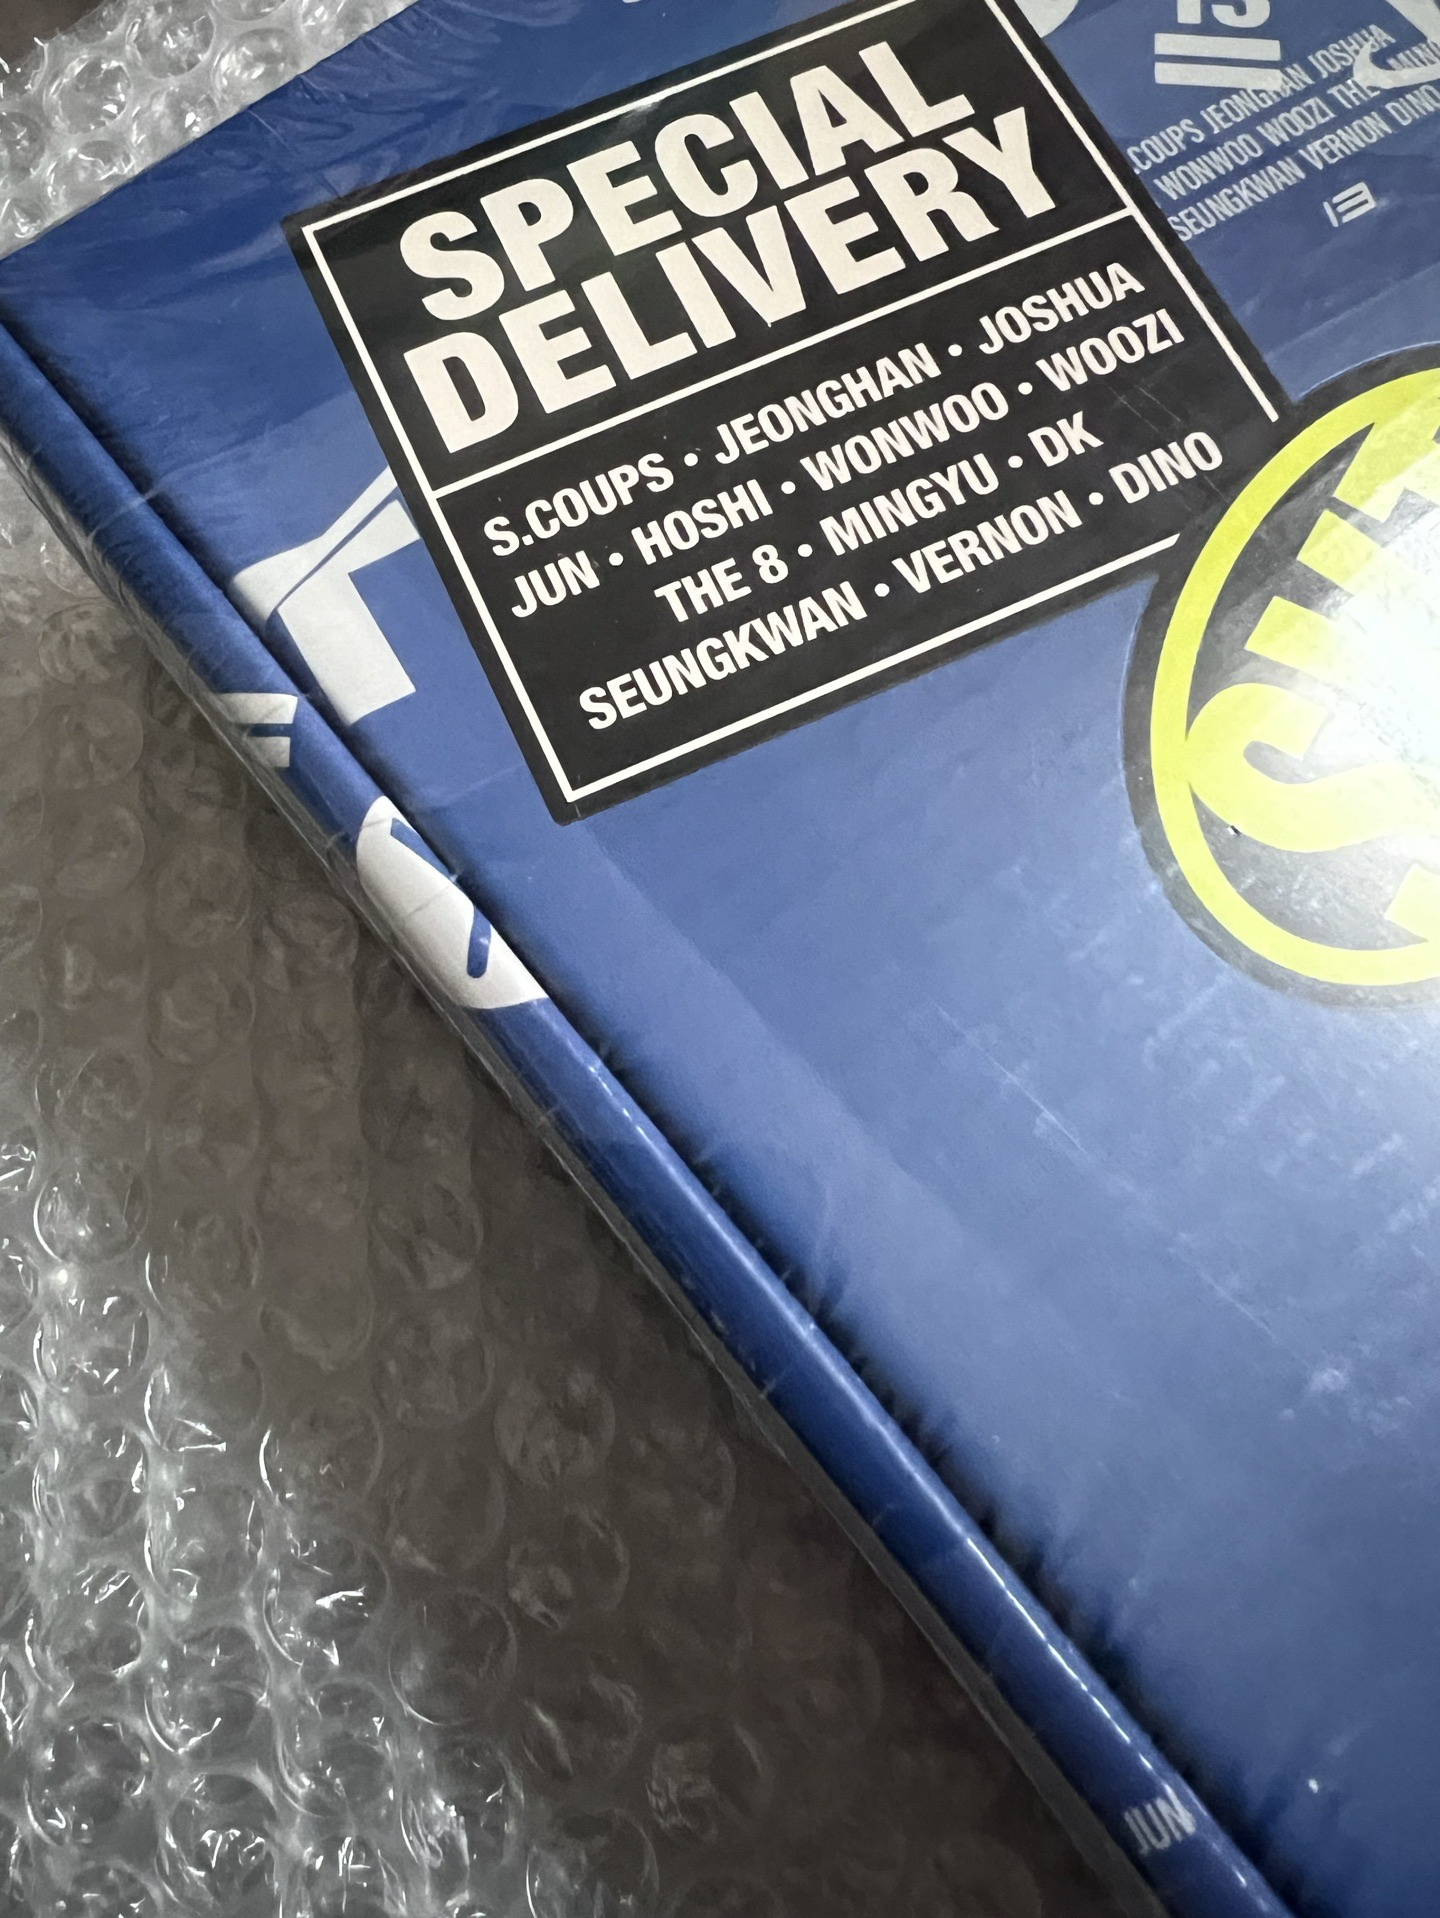 SPECIAL
DELIVERY
S.COUPS • JEONGHAN • JOSHUA
JUN • HOSHI • WONWOO • WOOZI
THE 8 • MINGYU • DK
SEUNGKWAN • VERNON • DINO
COUPS JEONGHAN JOSHUA
WONWOO WOOZI THE
SEUNGKWAN VERNON DINO
JUN